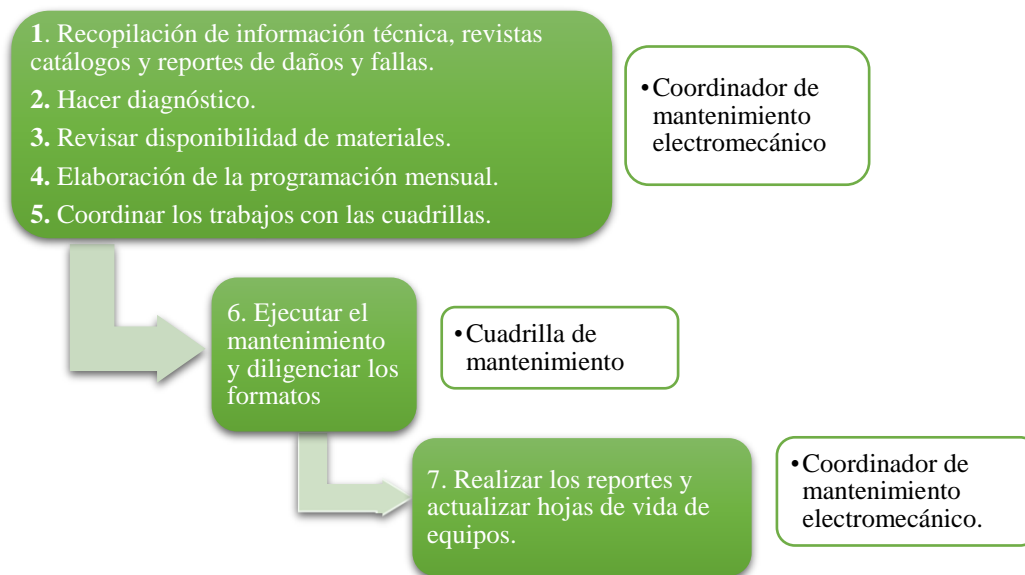 1. Recopilación de información técnica, revistas
catálogos y reportes de daños y fallas.
2. Hacer diagnóstico.
3. Revisar disponibilidad de materiales.
4. Elaboración de la programación mensual.
5. Coordinar los trabajos con las cuadrillas.
•Coordinador de
mantenimiento
electromecánico
6. Ejecutar el
mantenimiento
y diligenciar los
formatos
•Cuadrilla de
mantenimiento
7. Realizar los reportes y
actualizar hojas de vida de
equipos.
•Coordinador de
mantenimiento
electromecánico.